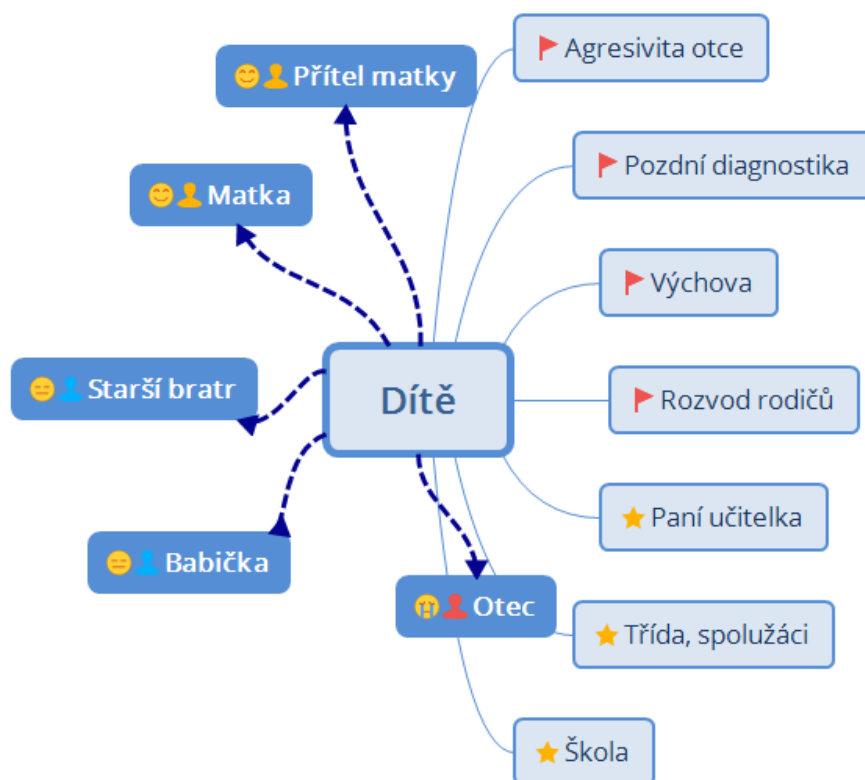 Přítel matky
Matka
Starší bratr
Babička
Otec
Dítě
Agresivita otce
Pozdní diagnostika
Výchova
Rozvod rodičů
Paní učitelka
Třída, spolužáci
Škola